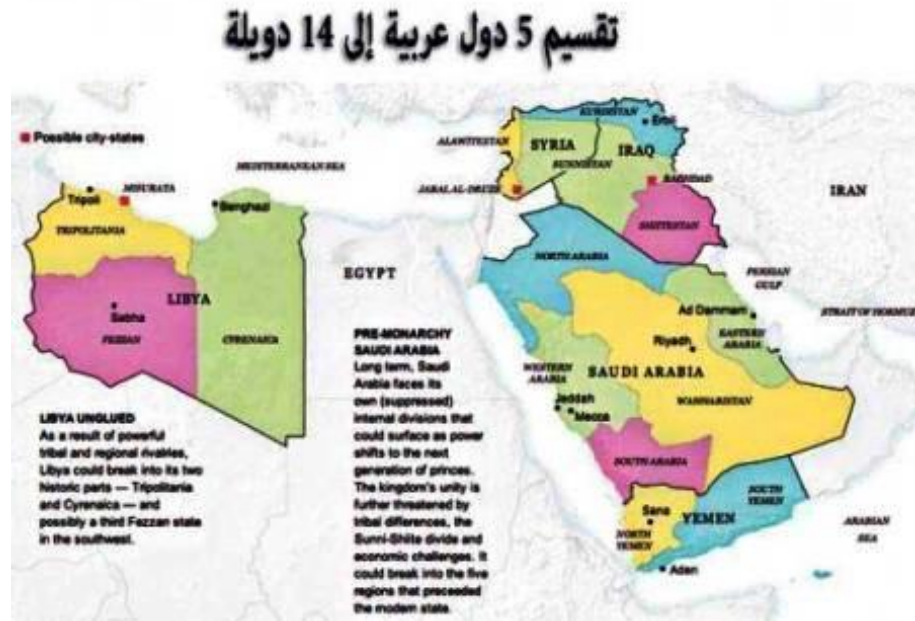 تقسيم 5 دول عربية إلى 14 دويلة
Possible city-states
MEDITERRANEAN SEA
ALAWITESTAN
KURDISTAN
Erbil
SYRIA
IRAQ
SUNNISTAN
JABAL AL-DRUZE
BAGHDAD
IRAN
SHIITESTAN
Tripoli
MISURATA
Benghazi
TRIPOLITANIA
LIBYA
Sabha
FEZZAN
CYRENAICA
EGYPT
NORTH ARABIA
PERSIAN
GULF
STRAIT OF HORMUZ
Ad Dammam
EASTERN
ARABIA
Riyadh
WESTERN
ARABIA
SAUDI ARABIA
Jeddah
Mecca
WAHHABISTAN
SOUTH ARABIA
SOUTH
YEMEN
Sana
YEMEN
NORTH
YEMEN
Aden
ARABIAN
SEA
LIBYA UNGLUED
As a result of powerful
tribal and regional rivalries,
Libya could break into its two
historic parts — Tripolitania
and Cyrenaica — and
possibly a third Fezzan state
in the southwest.
PRE-MONARCHY
SAUDI ARABIA
Long term, Saudi
Arabia faces its
own (suppressed)
internal divisions that
could surface as power
shifts to the next
generation of princes.
The kingdom's unity is
further threatened by
tribal differences, the
Sunni-Shiite divide and
economic challenges. It
could break into the five
regions that preceded
the modern state.